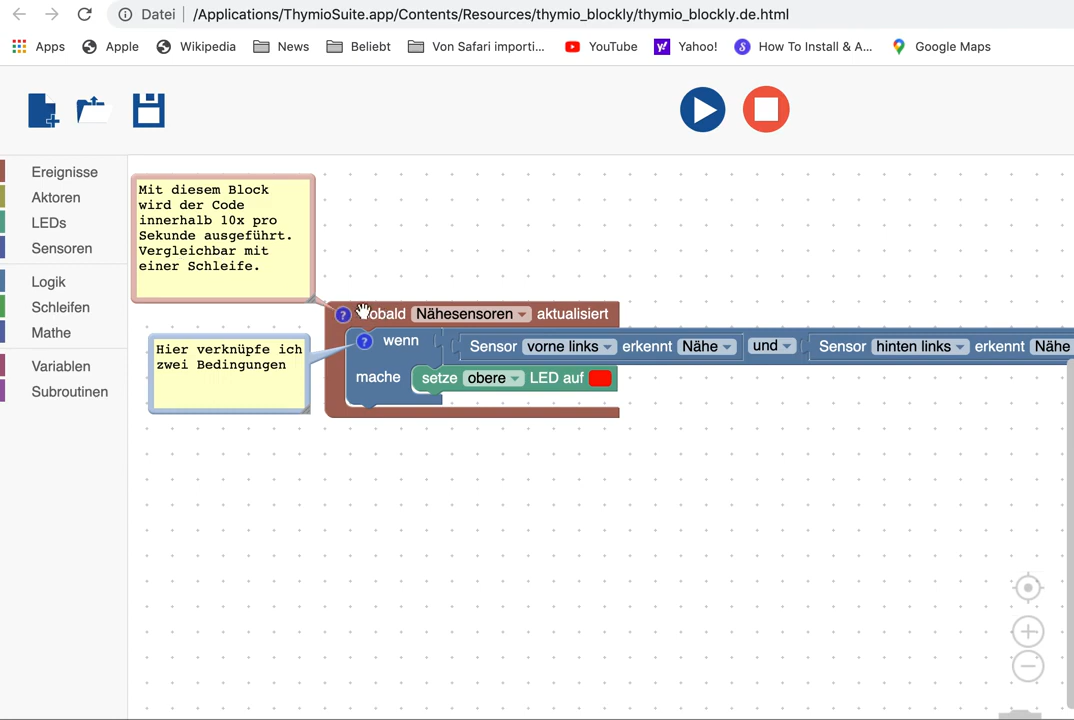 Datei /Applications/ThymioSuite.app/Contents/Resources/thymio_blockly/thymio_blockly.de.html
Apps Apple Wikipedia News Beliebt Von Safari importi... YouTube Yahoo! How To Install & A... Google Maps
Ereignisse
Aktoren
LEDs
Sensoren
Logik
Schleifen
Mathe
Variablen
Subroutinen
Mit diesem Block
wird der Code
innerhalb 10x pro
Sekunde ausgeführt.
Vergleichbar mit
einer Schleife.
? obald Nähesensoren aktualisiert
Hier verknüpfe ich
zwei Bedingungen
? wenn Sensor vorne links erkennt Nähe und Sensor hinten links erkennt Nähe
mache setze obere LED auf